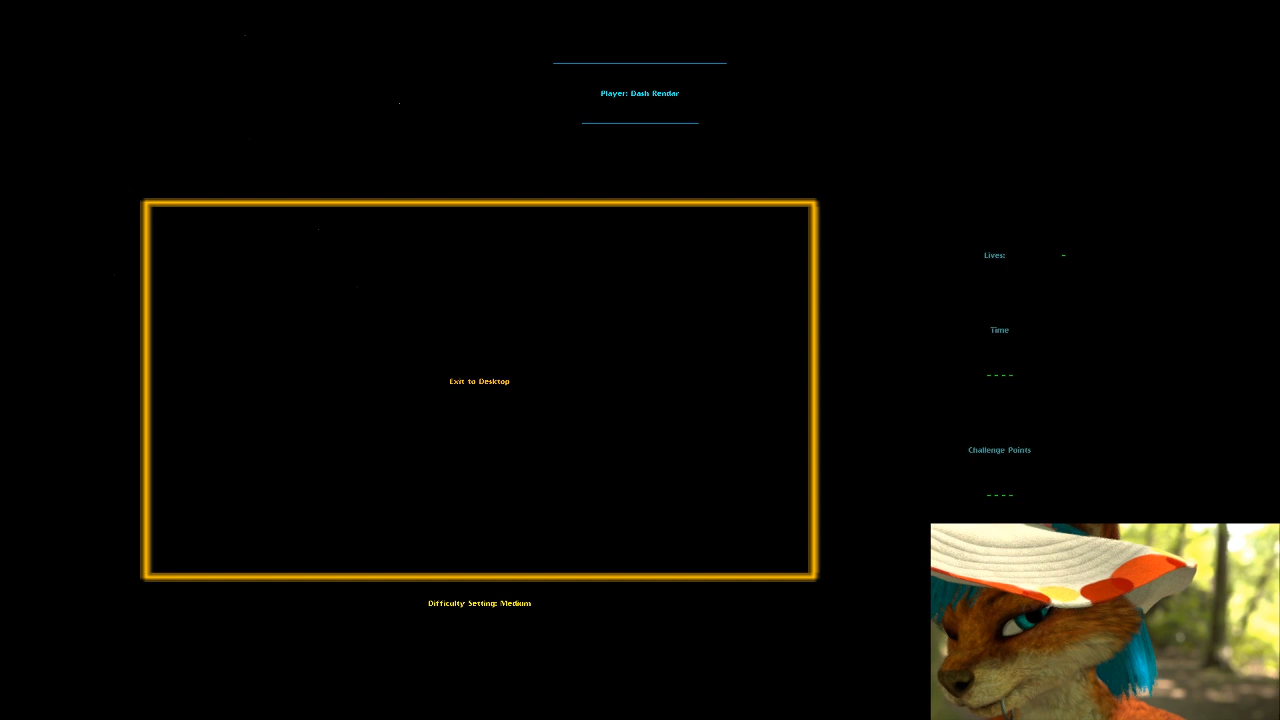 Player: Dash Rendar
Lives: -
Time
----
Exit to Desktop
Challenge Points
----
Difficulty Setting: Medium